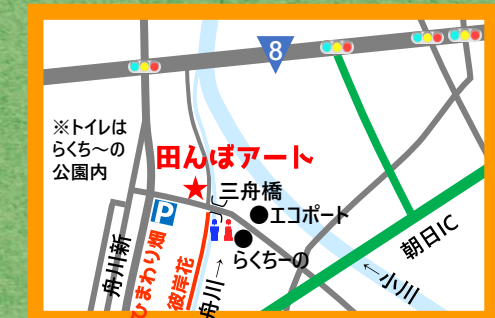 8
※トイレは
らくち〜の
公園内
田んぼアート
三舟橋
P
エコポート
らくちーの
朝日IC
舟川新
ひまわり畑
彼岸花
舟川→
←小川